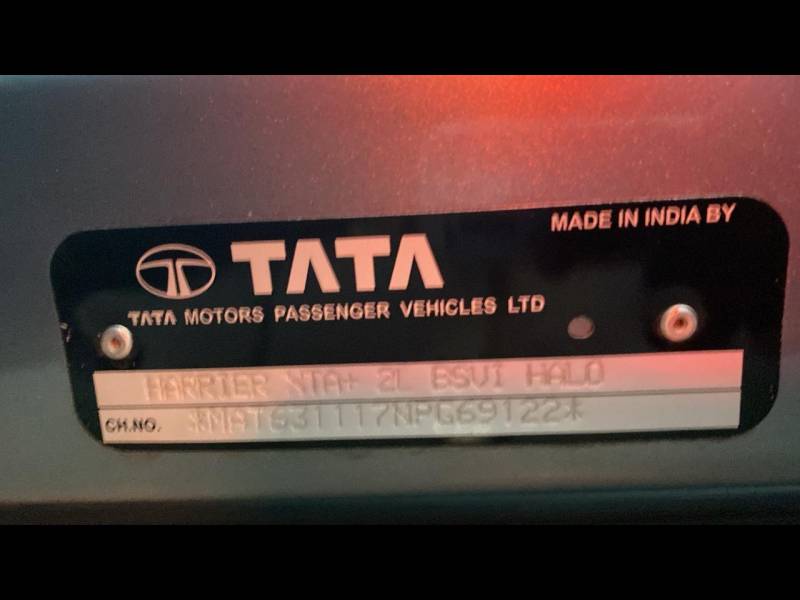 MADE IN INDIA BY
TATA
TATA MOTORS PASSENGER VEHICLES LTD
HARRIER XTA+ 2L BSVI HALO
CH.NO. *MAT631117NPG69122*